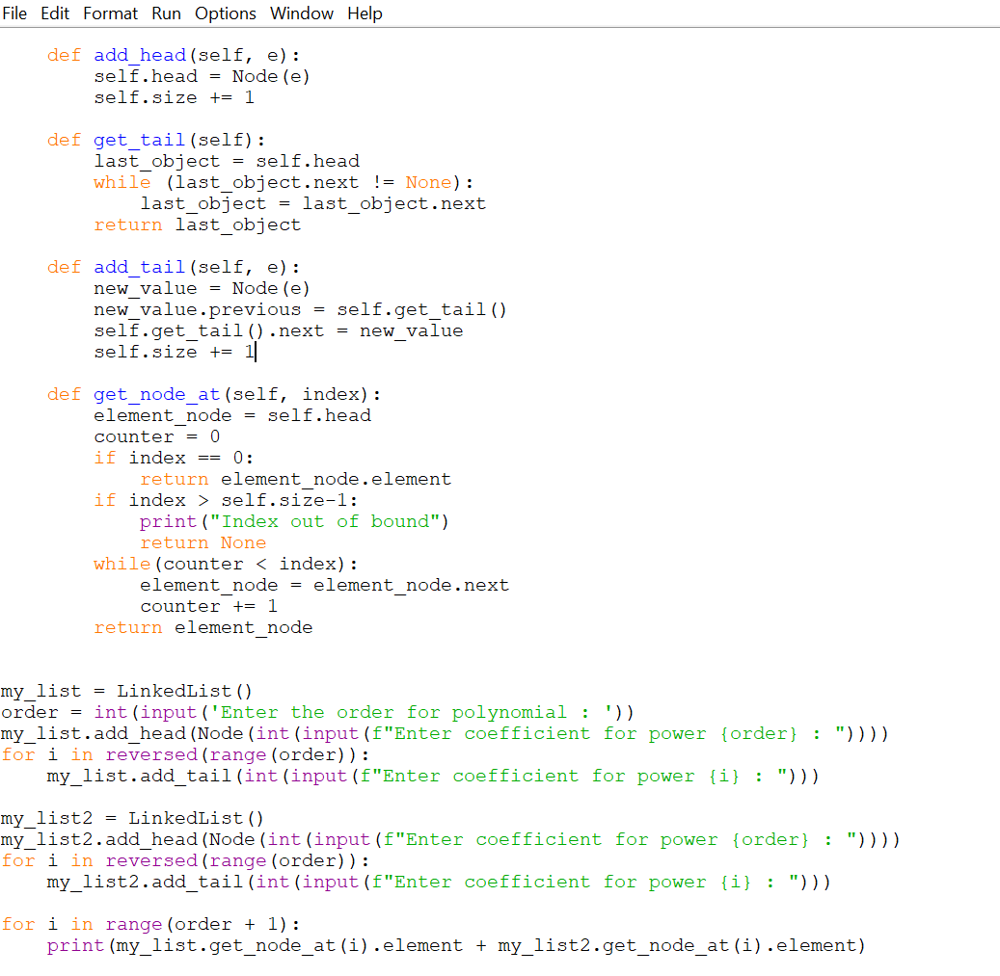 File Edit Format Run Options Window Help
    def add_head(self, e):
        self.head = Node(e)
        self.size += 1

    def get_tail(self):
        last_object = self.head
        while (last_object.next != None):
            last_object = last_object.next
        return last_object

    def add_tail(self, e):
        new_value = Node(e)
        new_value.previous = self.get_tail()
        self.get_tail().next = new_value
        self.size += 1

    def get_node_at(self, index):
        element_node = self.head
        counter = 0
        if index == 0:
            return element_node.element
        if index > self.size-1:
            print("Index out of bound")
            return None
        while(counter < index):
            element_node = element_node.next
            counter += 1
        return element_node


my_list = LinkedList()
order = int(input('Enter the order for polynomial : '))
my_list.add_head(Node(int(input(f"Enter coefficient for power {order} : "))))
for i in reversed(range(order)):
    my_list.add_tail(int(input(f"Enter coefficient for power {i} : ")))

my_list2 = LinkedList()
my_list2.add_head(Node(int(input(f"Enter coefficient for power {order} : "))))
for i in reversed(range(order)):
    my_list2.add_tail(int(input(f"Enter coefficient for power {i} : ")))

for i in range(order + 1):
    print(my_list.get_node_at(i).element + my_list2.get_node_at(i).element)